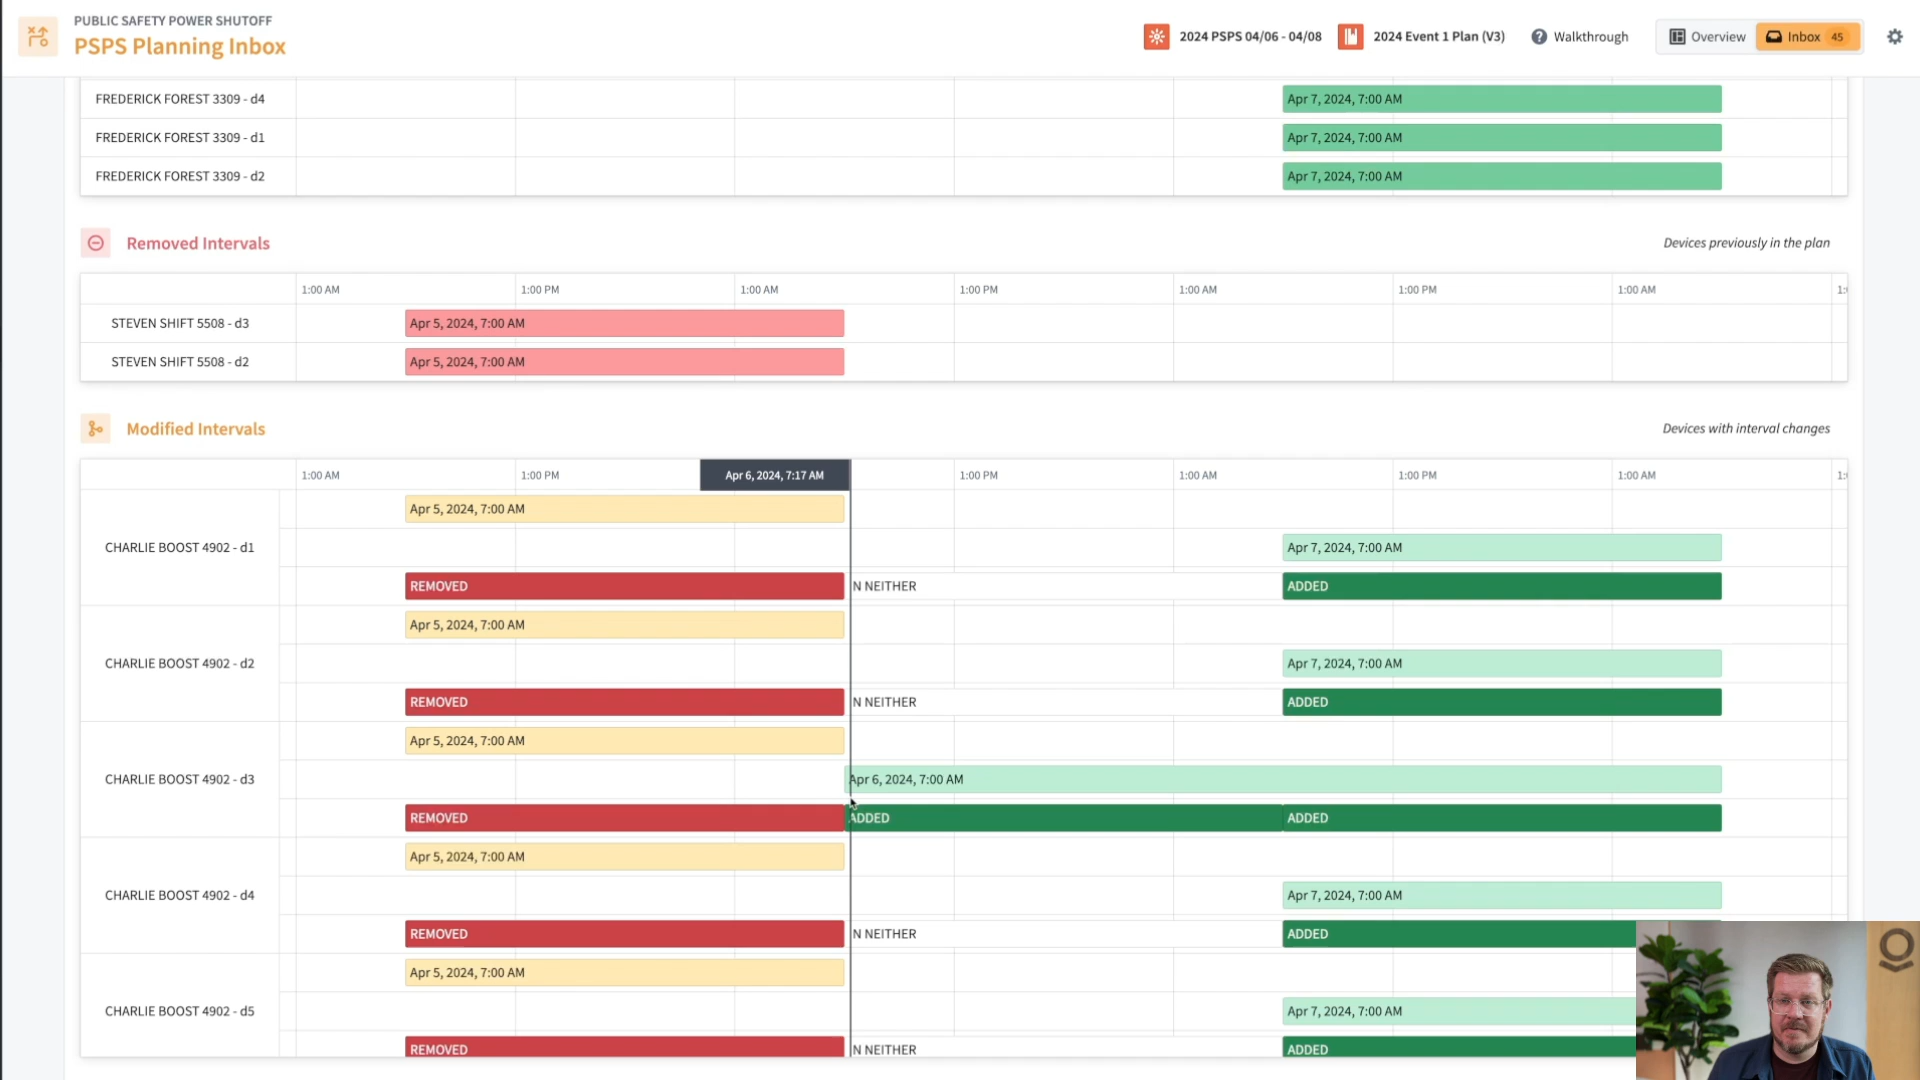 PUBLIC SAFETY POWER SHUTOFF
PSPS Planning Inbox
2024 PSPS 04/06 - 04/08
2024 Event 1 Plan (V3)
Walkthrough
Overview
Inbox 45
FREDERICK FOREST 3309 - d4
Apr 7, 2024, 7:00 AM
FREDERICK FOREST 3309 - d1
Apr 7, 2024, 7:00 AM
FREDERICK FOREST 3309 - d2
Apr 7, 2024, 7:00 AM
Removed Intervals
Devices previously in the plan
1:00 AM 1:00 PM 1:00 AM 1:00 PM 1:00 AM 1:00 PM 1:00 AM
STEVEN SHIFT 5508 - d3
Apr 5, 2024, 7:00 AM
STEVEN SHIFT 5508 - d2
Apr 5, 2024, 7:00 AM
Modified Intervals
Devices with interval changes
1:00 AM 1:00 PM Apr 6, 2024, 7:17 AM 1:00 PM 1:00 AM 1:00 PM 1:00 AM
Apr 5, 2024, 7:00 AM
CHARLIE BOOST 4902 - d1
Apr 7, 2024, 7:00 AM
REMOVED N NEITHER ADDED
Apr 5, 2024, 7:00 AM
CHARLIE BOOST 4902 - d2
Apr 7, 2024, 7:00 AM
REMOVED N NEITHER ADDED
Apr 5, 2024, 7:00 AM
CHARLIE BOOST 4902 - d3
Apr 6, 2024, 7:00 AM
REMOVED ADDED ADDED
Apr 5, 2024, 7:00 AM
CHARLIE BOOST 4902 - d4
Apr 7, 2024, 7:00 AM
REMOVED N NEITHER ADDED
Apr 5, 2024, 7:00 AM
CHARLIE BOOST 4902 - d5
Apr 7, 2024, 7:00 AM
REMOVED N NEITHER ADDED